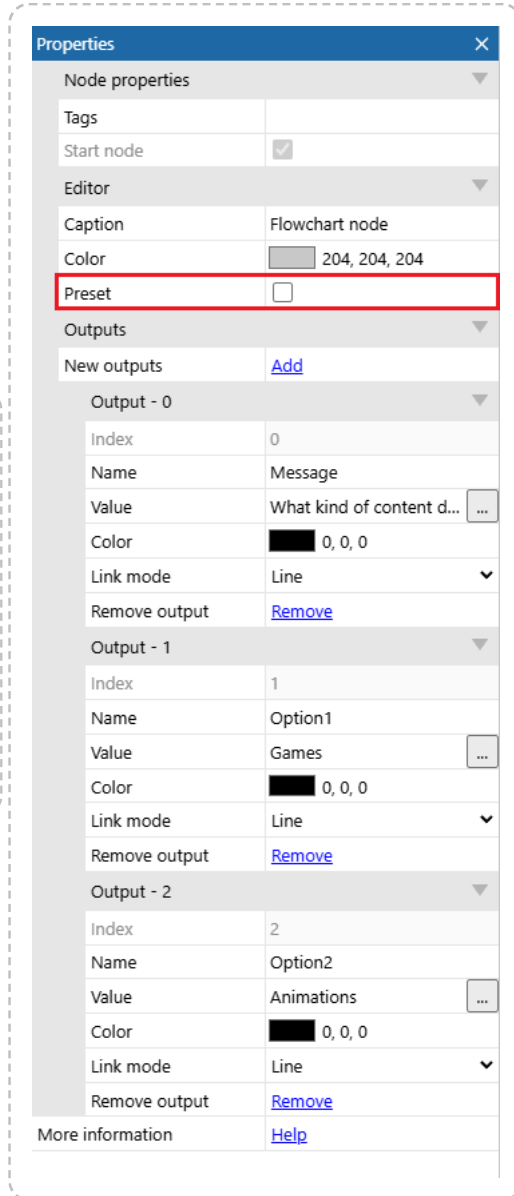 Properties
Node properties
Tags
Start node
Editor
Caption Flowchart node
Color 204, 204, 204
Preset
Outputs
New outputs Add
Output - 0
Index 0
Name Message
Value What kind of content d... ...
Color 0, 0, 0
Link mode Line
Remove output Remove
Output - 1
Index 1
Name Option1
Value Games ...
Color 0, 0, 0
Link mode Line
Remove output Remove
Output - 2
Index 2
Name Option2
Value Animations ...
Color 0, 0, 0
Link mode Line
Remove output Remove
More information Help